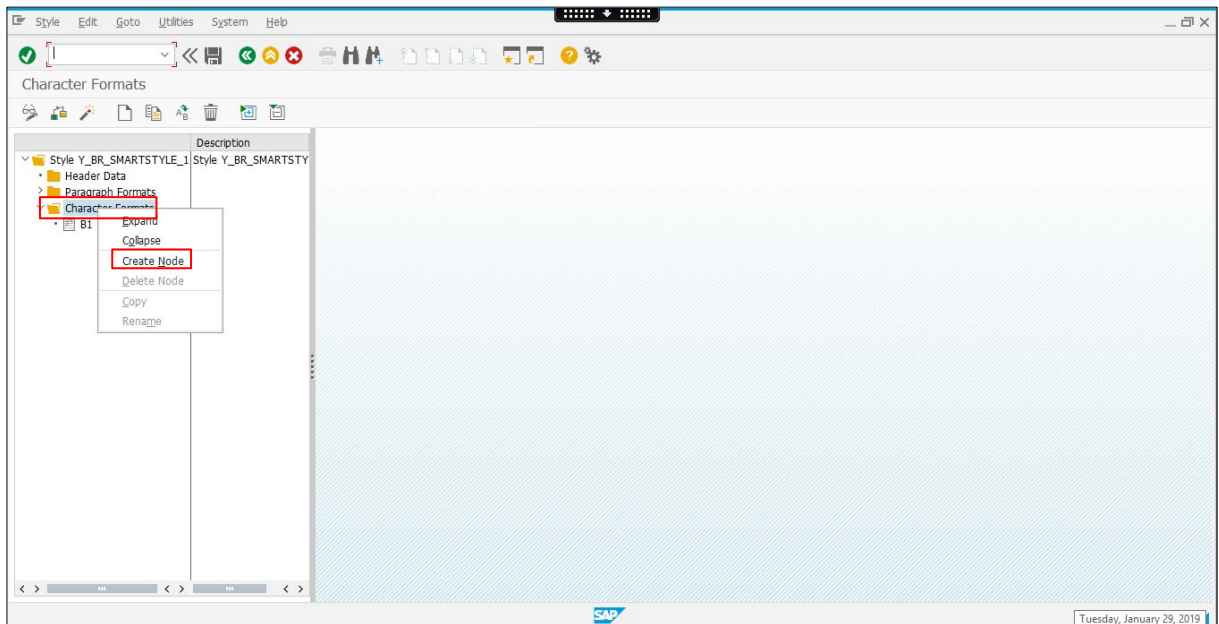 Style Edit Goto Utilities System Help
Character Formats
Description
Style Y_BR_SMARTSTYLE_1 Style Y_BR_SMARTSTY
Header Data
Paragraph Formats
Character Formats
B1
Expand
Collapse
Create Node
Delete Node
Copy
Rename
SAP
Tuesday, January 29, 2019